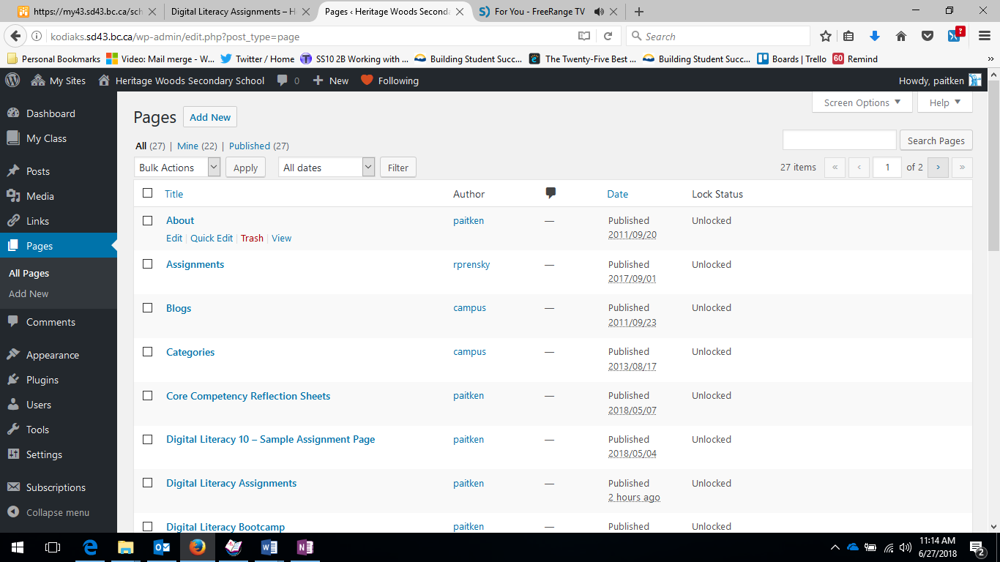 https://my43.sd43.bc.ca/sch
Digital Literacy Assignments – H
Pages ‹ Heritage Woods Seconda
For You - FreeRange TV
kodiaks.sd43.bc.ca/wp-admin/edit.php?post_type=page
Search
?
Personal Bookmarks
Video: Mail merge - W...
Twitter / Home
SS10 2B Working with ...
Building Student Succ...
The Twenty-Five Best ...
Building Student Succ...
Boards | Trello
60 Remind
My Sites
Heritage Woods Secondary School
0
New
Following
Howdy, paitken
Dashboard
My Class
Posts
Media
Links
Pages
All Pages
Add New
Comments
Appearance
Plugins
Users
Tools
Settings
Subscriptions
Collapse menu
Screen Options
Help
Pages Add New
All (27) | Mine (22) | Published (27)
Search Pages
Bulk Actions Apply All dates Filter
27 items « ‹ 1 of 2 › »
Title Author Date Lock Status
About paitken — Published Unlocked
Edit | Quick Edit | Trash | View 2011/09/20
Assignments rprensky — Published Unlocked
2017/09/01
Blogs campus — Published Unlocked
2011/09/23
Categories campus — Published Unlocked
2013/08/17
Core Competency Reflection Sheets paitken — Published Unlocked
2018/05/07
Digital Literacy 10 – Sample Assignment Page paitken — Published Unlocked
2018/05/04
Digital Literacy Assignments paitken — Published Unlocked
2 hours ago
Digital Literacy Bootcamp paitken — Published Unlocked
11:14 AM
6/27/2018
2